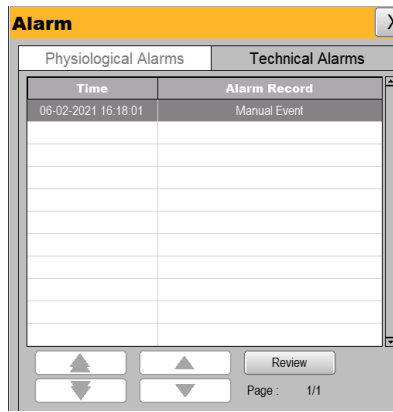 Alarm X
Physiological Alarms Technical Alarms
Time Alarm Record
06-02-2021 16:18:01 Manual Event
Review
Page : 1/1